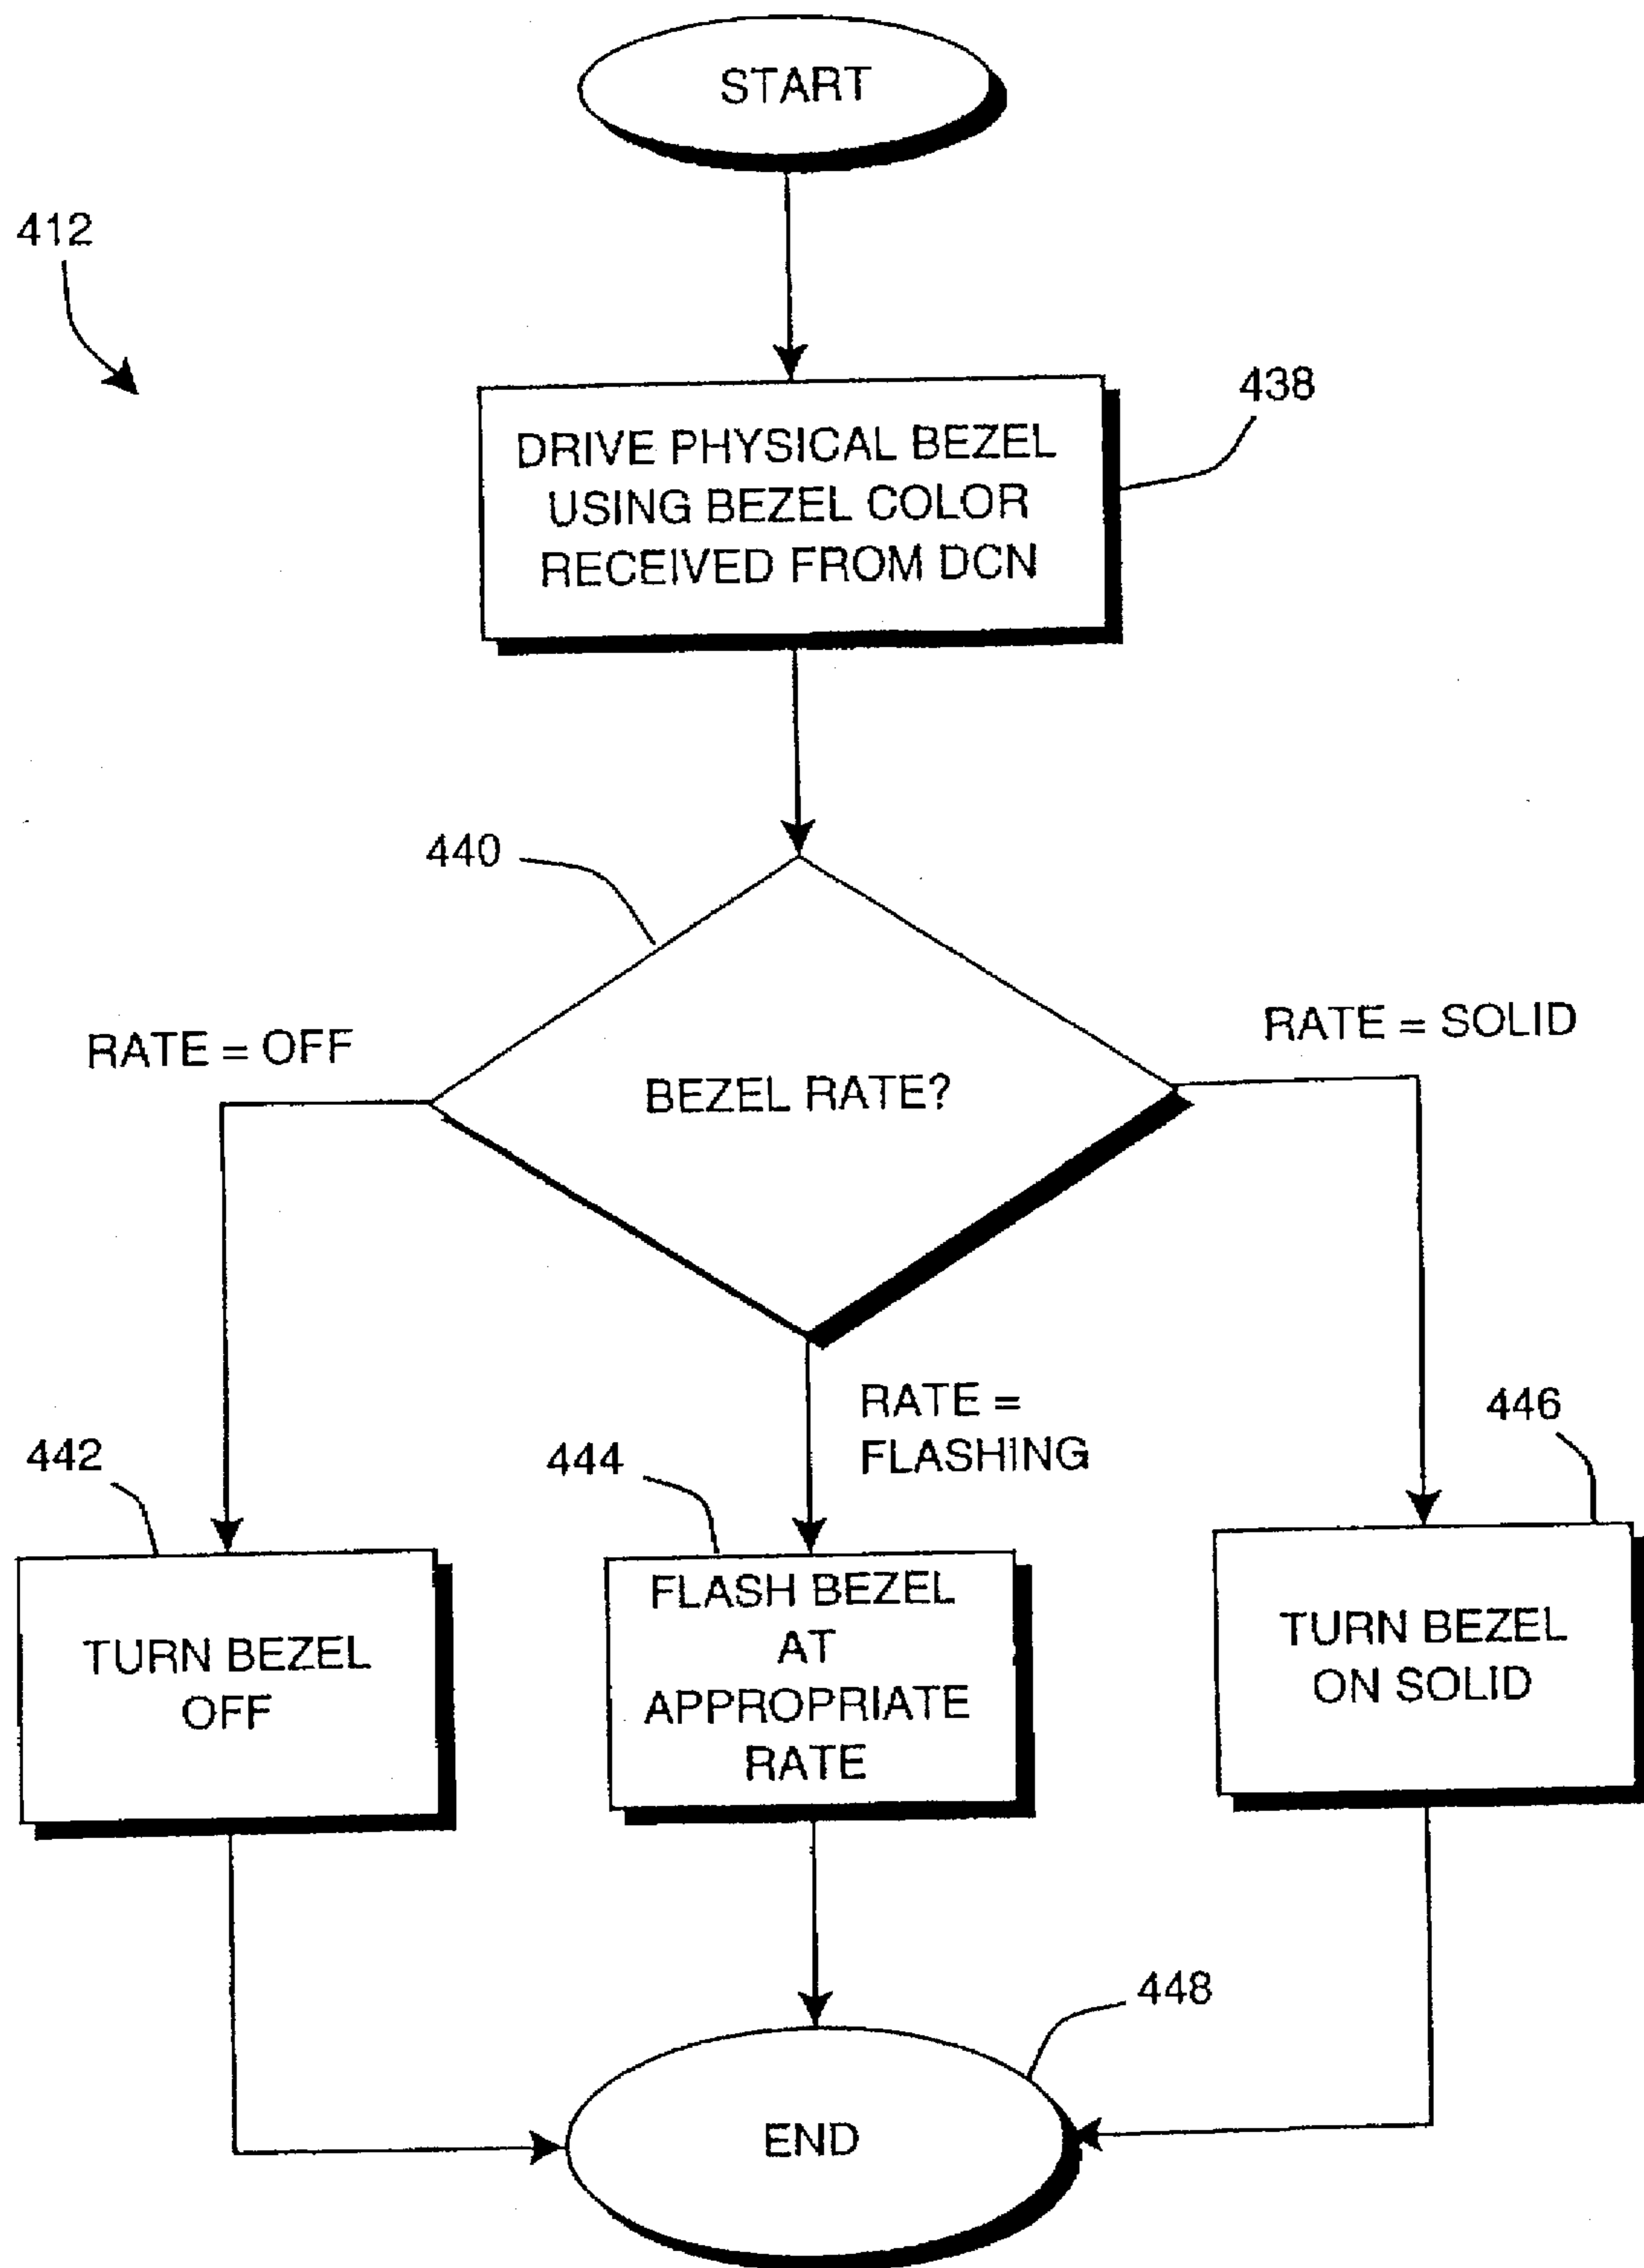 START
412
438
DRIVE PHYSICAL BEZEL
USING BEZEL COLOR
RECEIVED FROM DCN
440
RATE = OFF
BEZEL RATE?
RATE = SOLID
RATE =
FLASHING
442
444
446
TURN BEZEL
OFF
FLASH BEZEL
AT
APPROPRIATE
RATE
TURN BEZEL
ON SOLID
448
END